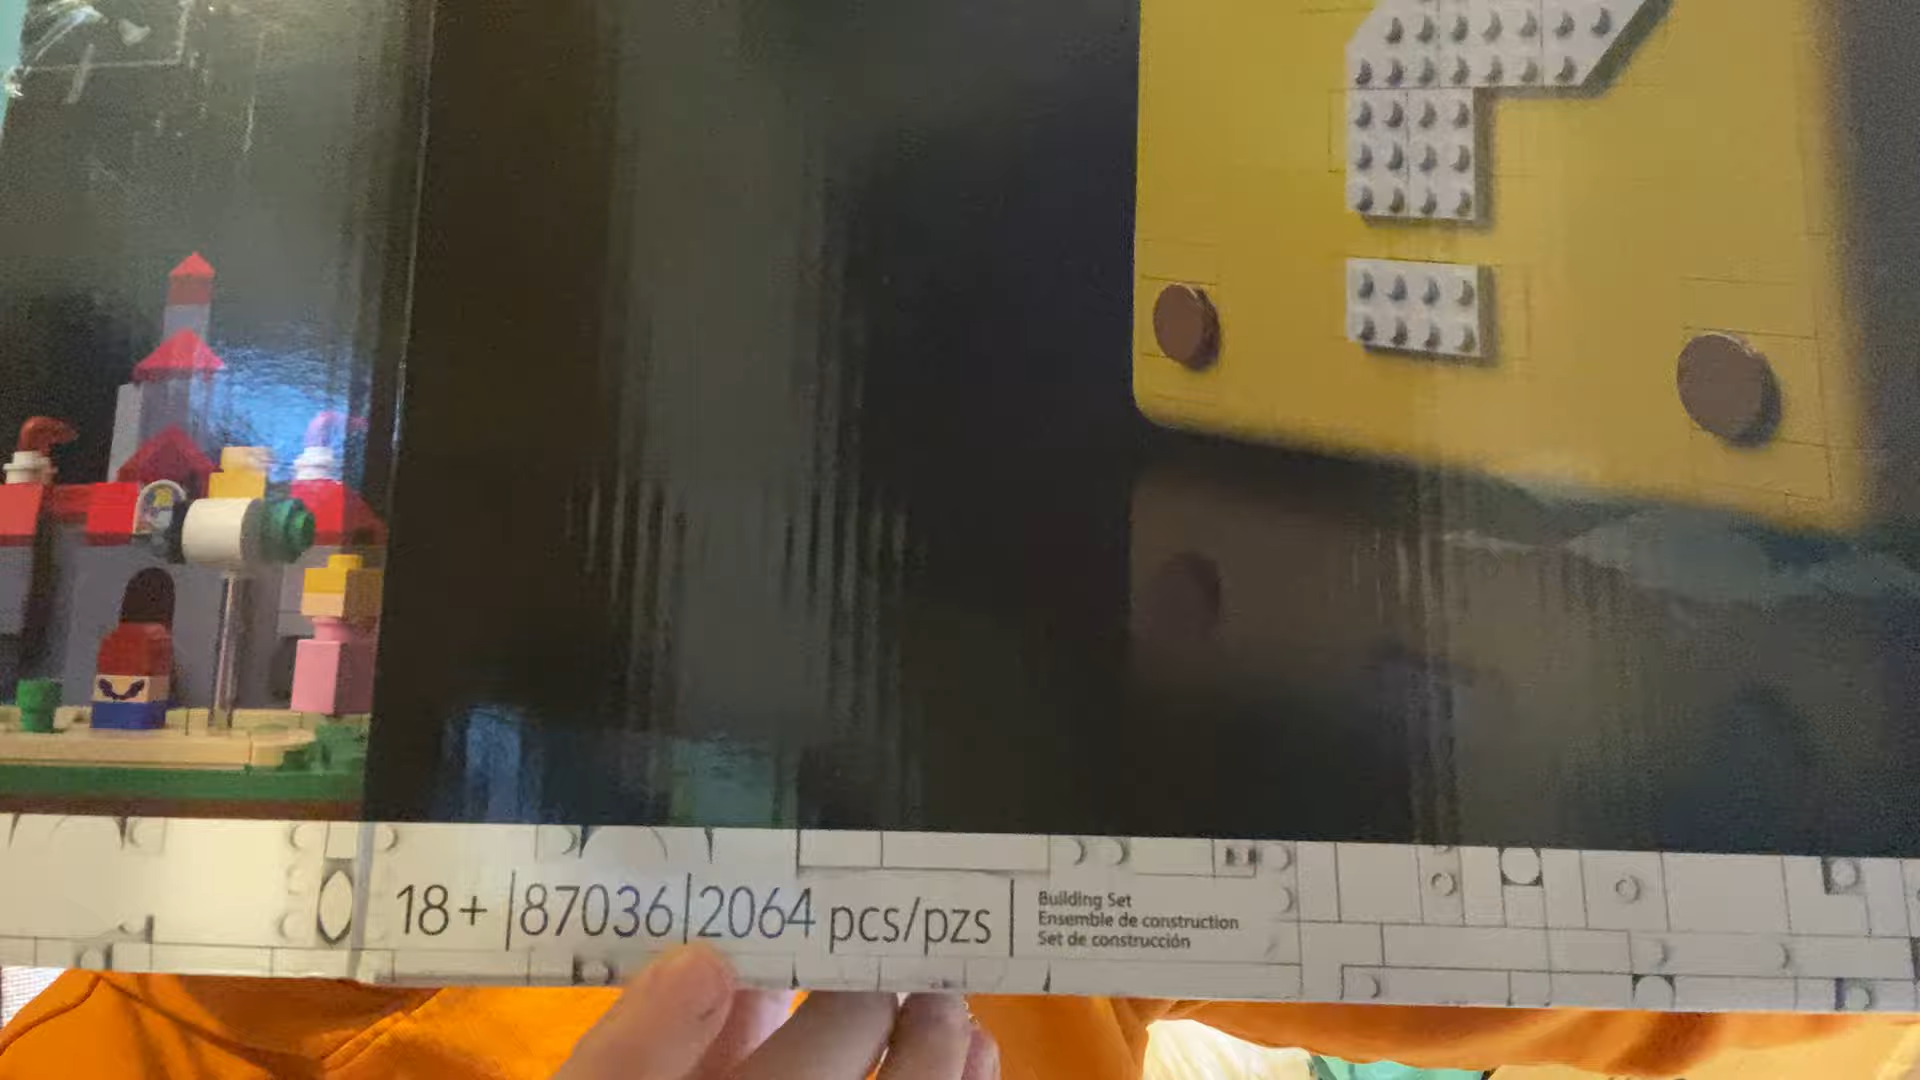 18+ | 87036 | 2064 pcs/pzs
Building Set
Ensemble de construction
Set de construcción